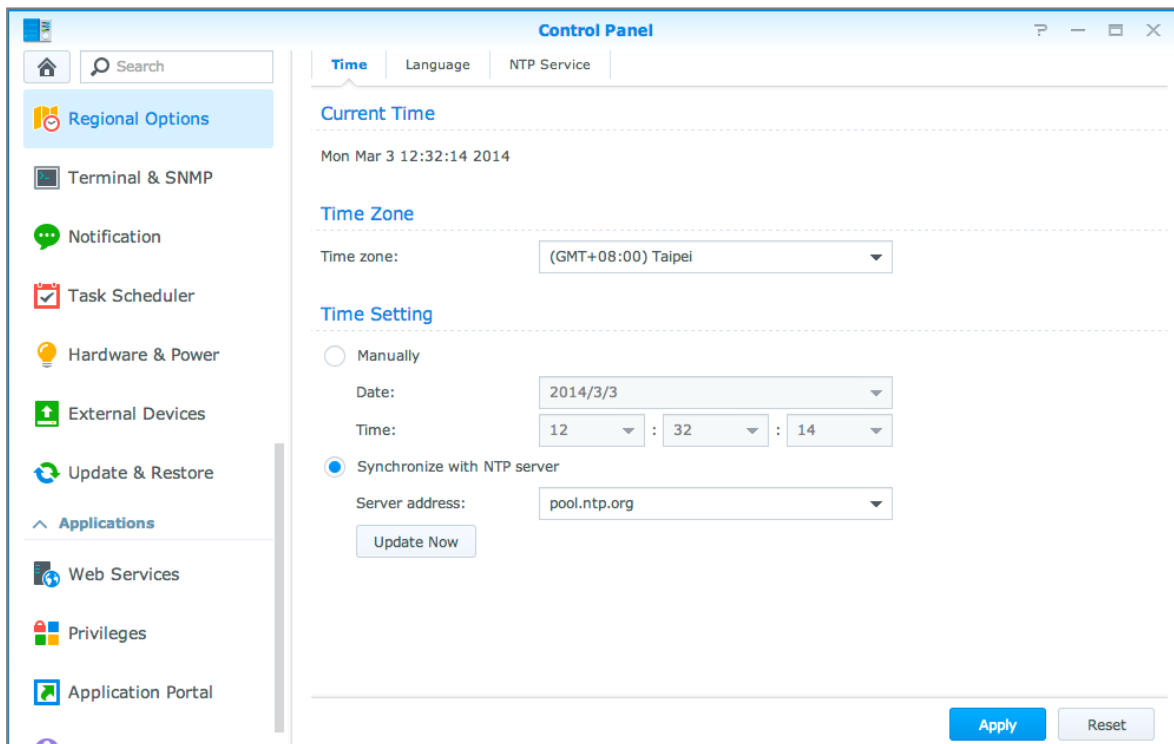 Control Panel
Search
Regional Options
Terminal & SNMP
Notification
Task Scheduler
Hardware & Power
External Devices
Update & Restore
Applications
Web Services
Privileges
Application Portal
Time Language NTP Service
Current Time
Mon Mar 3 12:32:14 2014
Time Zone
Time zone: (GMT+08:00) Taipei
Time Setting
Manually
Date: 2014/3/3
Time: 12 : 32 : 14
Synchronize with NTP server
Server address: pool.ntp.org
Update Now
Apply Reset